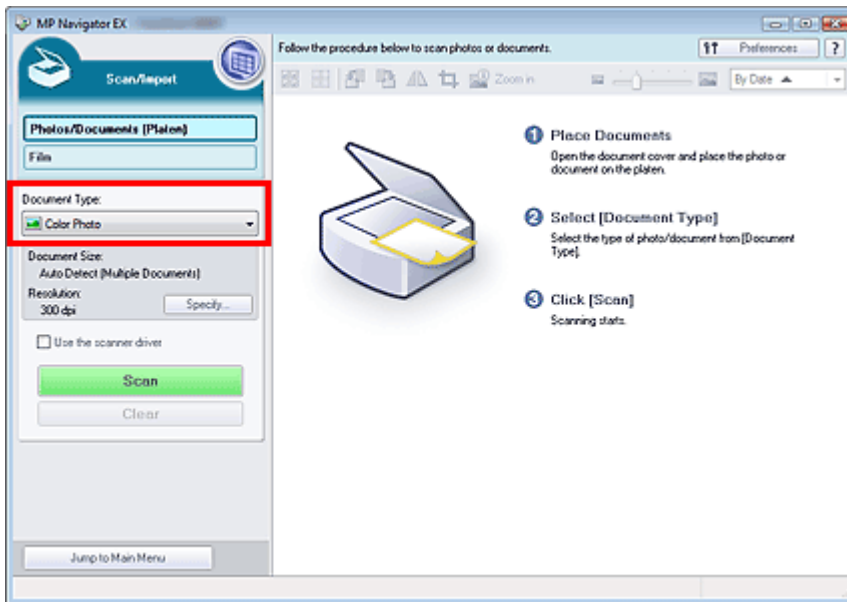 MP Navigator EX
Scan/Import
Photos/Documents (Platen)
Film
Document Type:
Color Photo
Document Size:
Auto Detect (Multiple Documents)
Resolution:
300 dpi
Specify...
Use the scanner driver
Scan
Clear
Jump to Main Menu
Follow the procedure below to scan photos or documents.
Preferences
?
Zoom in
By Date
1 Place Documents
Open the document cover and place the photo or
document on the platen.
2 Select [Document Type]
Select the type of photo/document from [Document
Type].
3 Click [Scan]
Scanning starts.